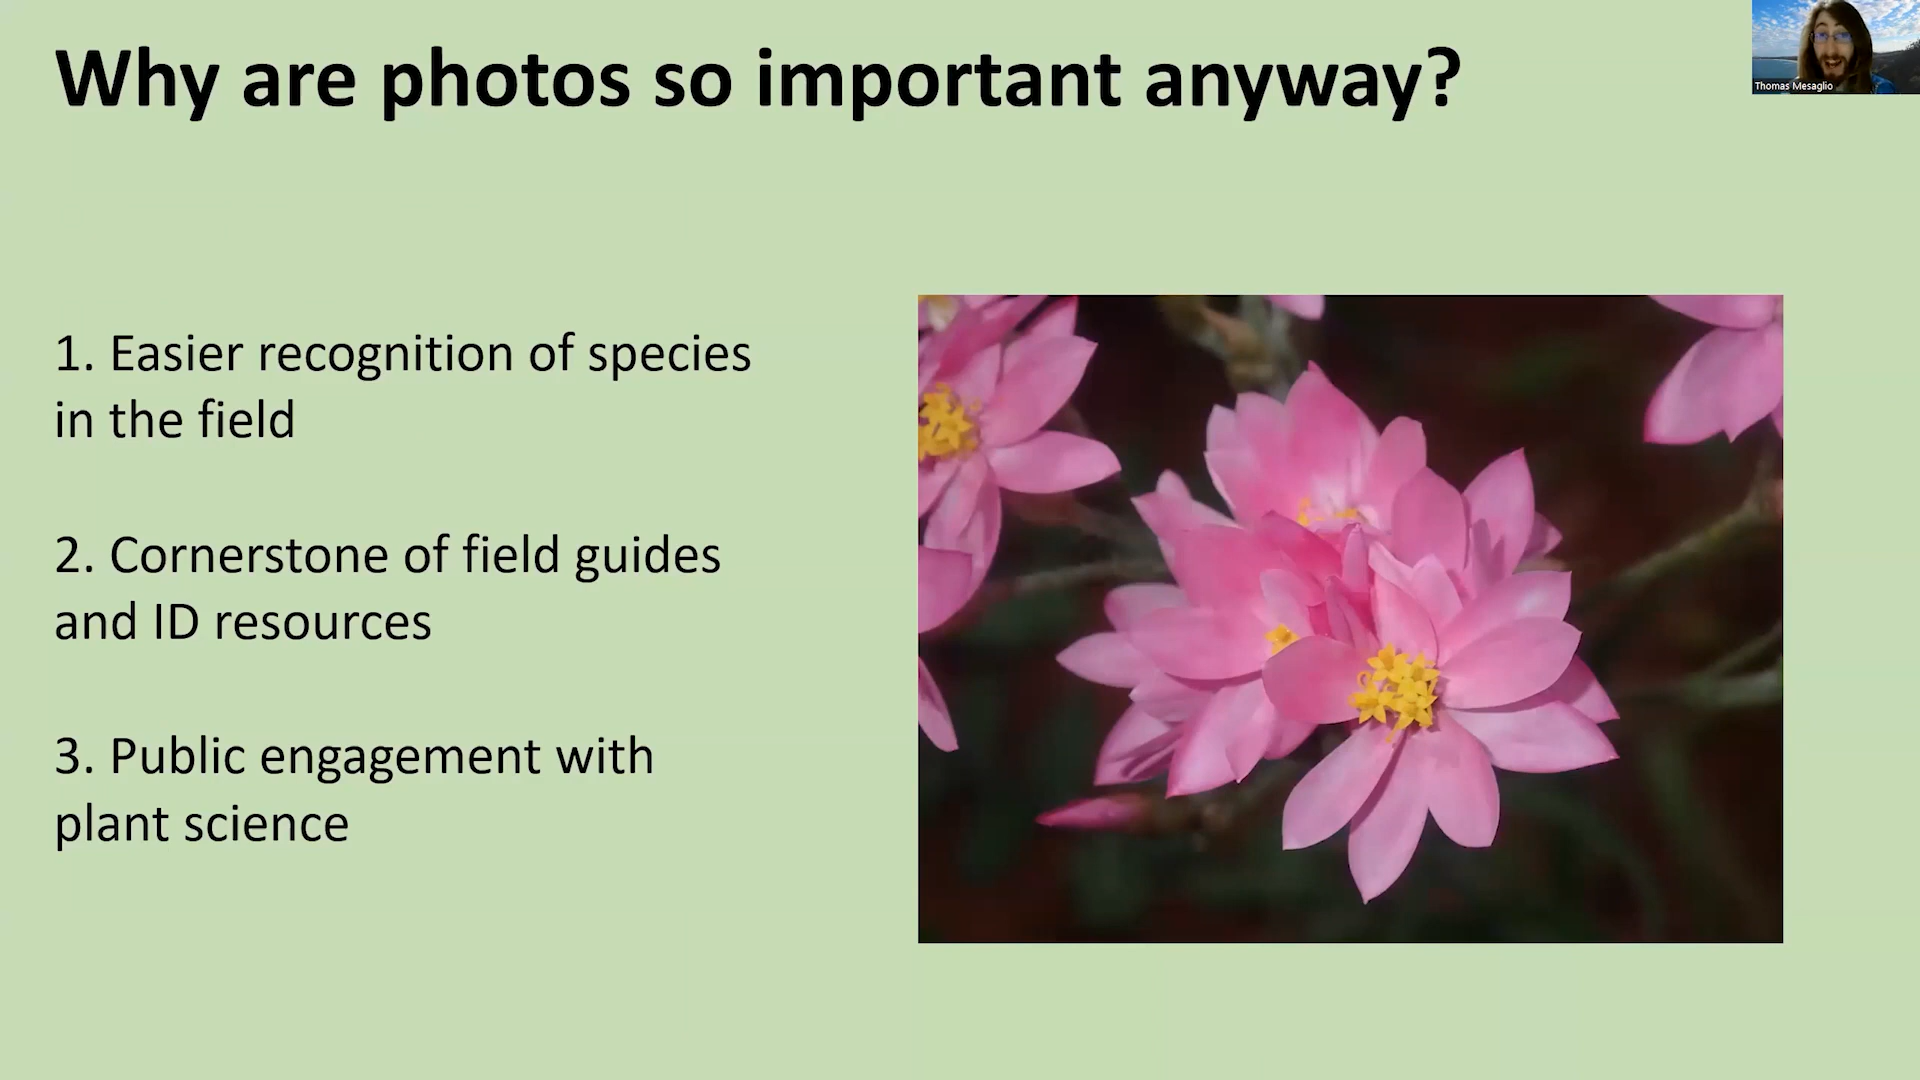 Why are photos so important anyway?
Thomas Mesaglio
1. Easier recognition of species
in the field
2. Cornerstone of field guides
and ID resources
3. Public engagement with
plant science